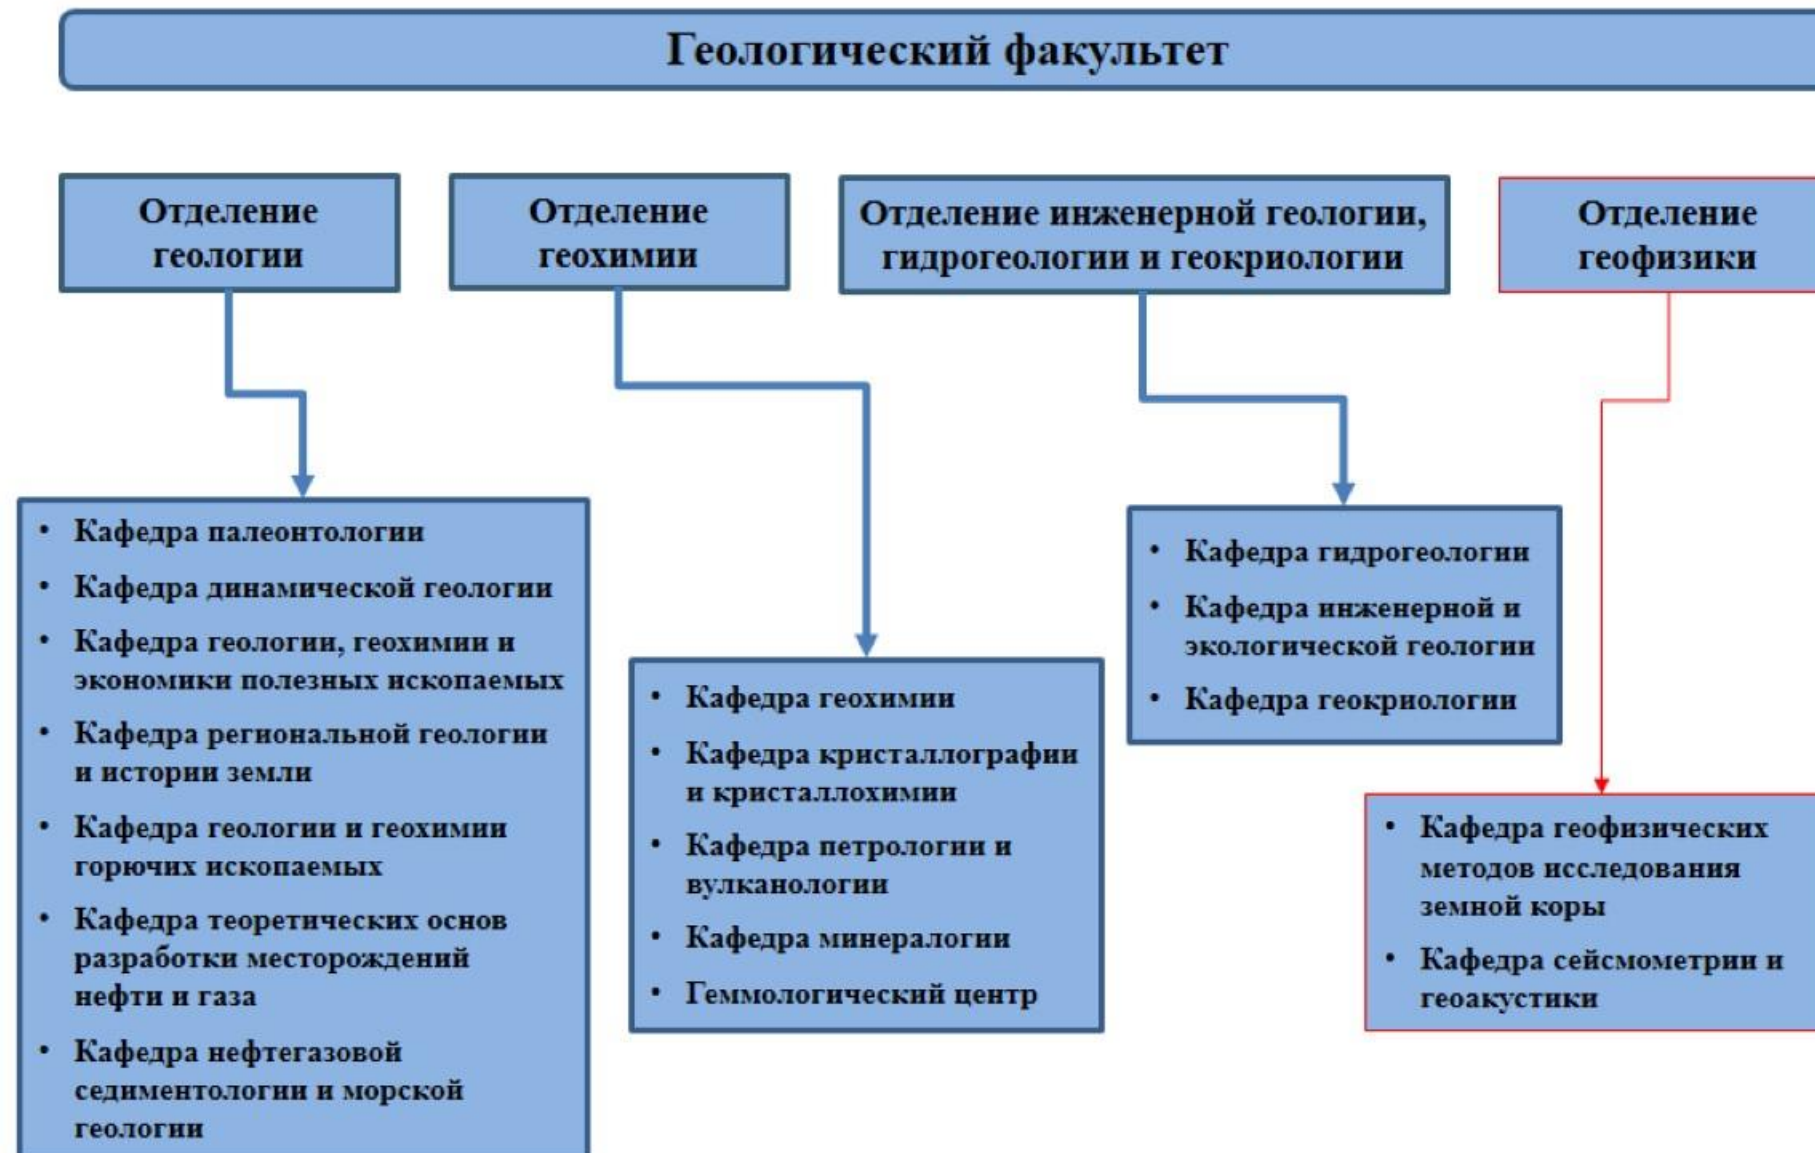 Геологический факультет
Отделение
геологии
Отделение
геохимии
Отделение инженерной геологии,
гидрогеологии и геокриологии
Отделение
геофизики
• Кафедра палеонтологии
• Кафедра динамической геологии
• Кафедра геологии, геохимии и
экономики полезных ископаемых
• Кафедра региональной геологии
и истории земли
• Кафедра геологии и геохимии
горючих ископаемых
• Кафедра теоретических основ
разработки месторождений
нефти и газа
• Кафедра нефтегазовой
седиментологии и морской
геологии
• Кафедра геохимии
• Кафедра кристаллографии
и кристаллохимии
• Кафедра петрологии и
вулканологии
• Кафедра минералогии
• Геммологический центр
• Кафедра гидрогеологии
• Кафедра инженерной и
экологической геологии
• Кафедра геокриологии
• Кафедра геофизических
методов исследования
земной коры
• Кафедра сейсмометрии и
геоакустики